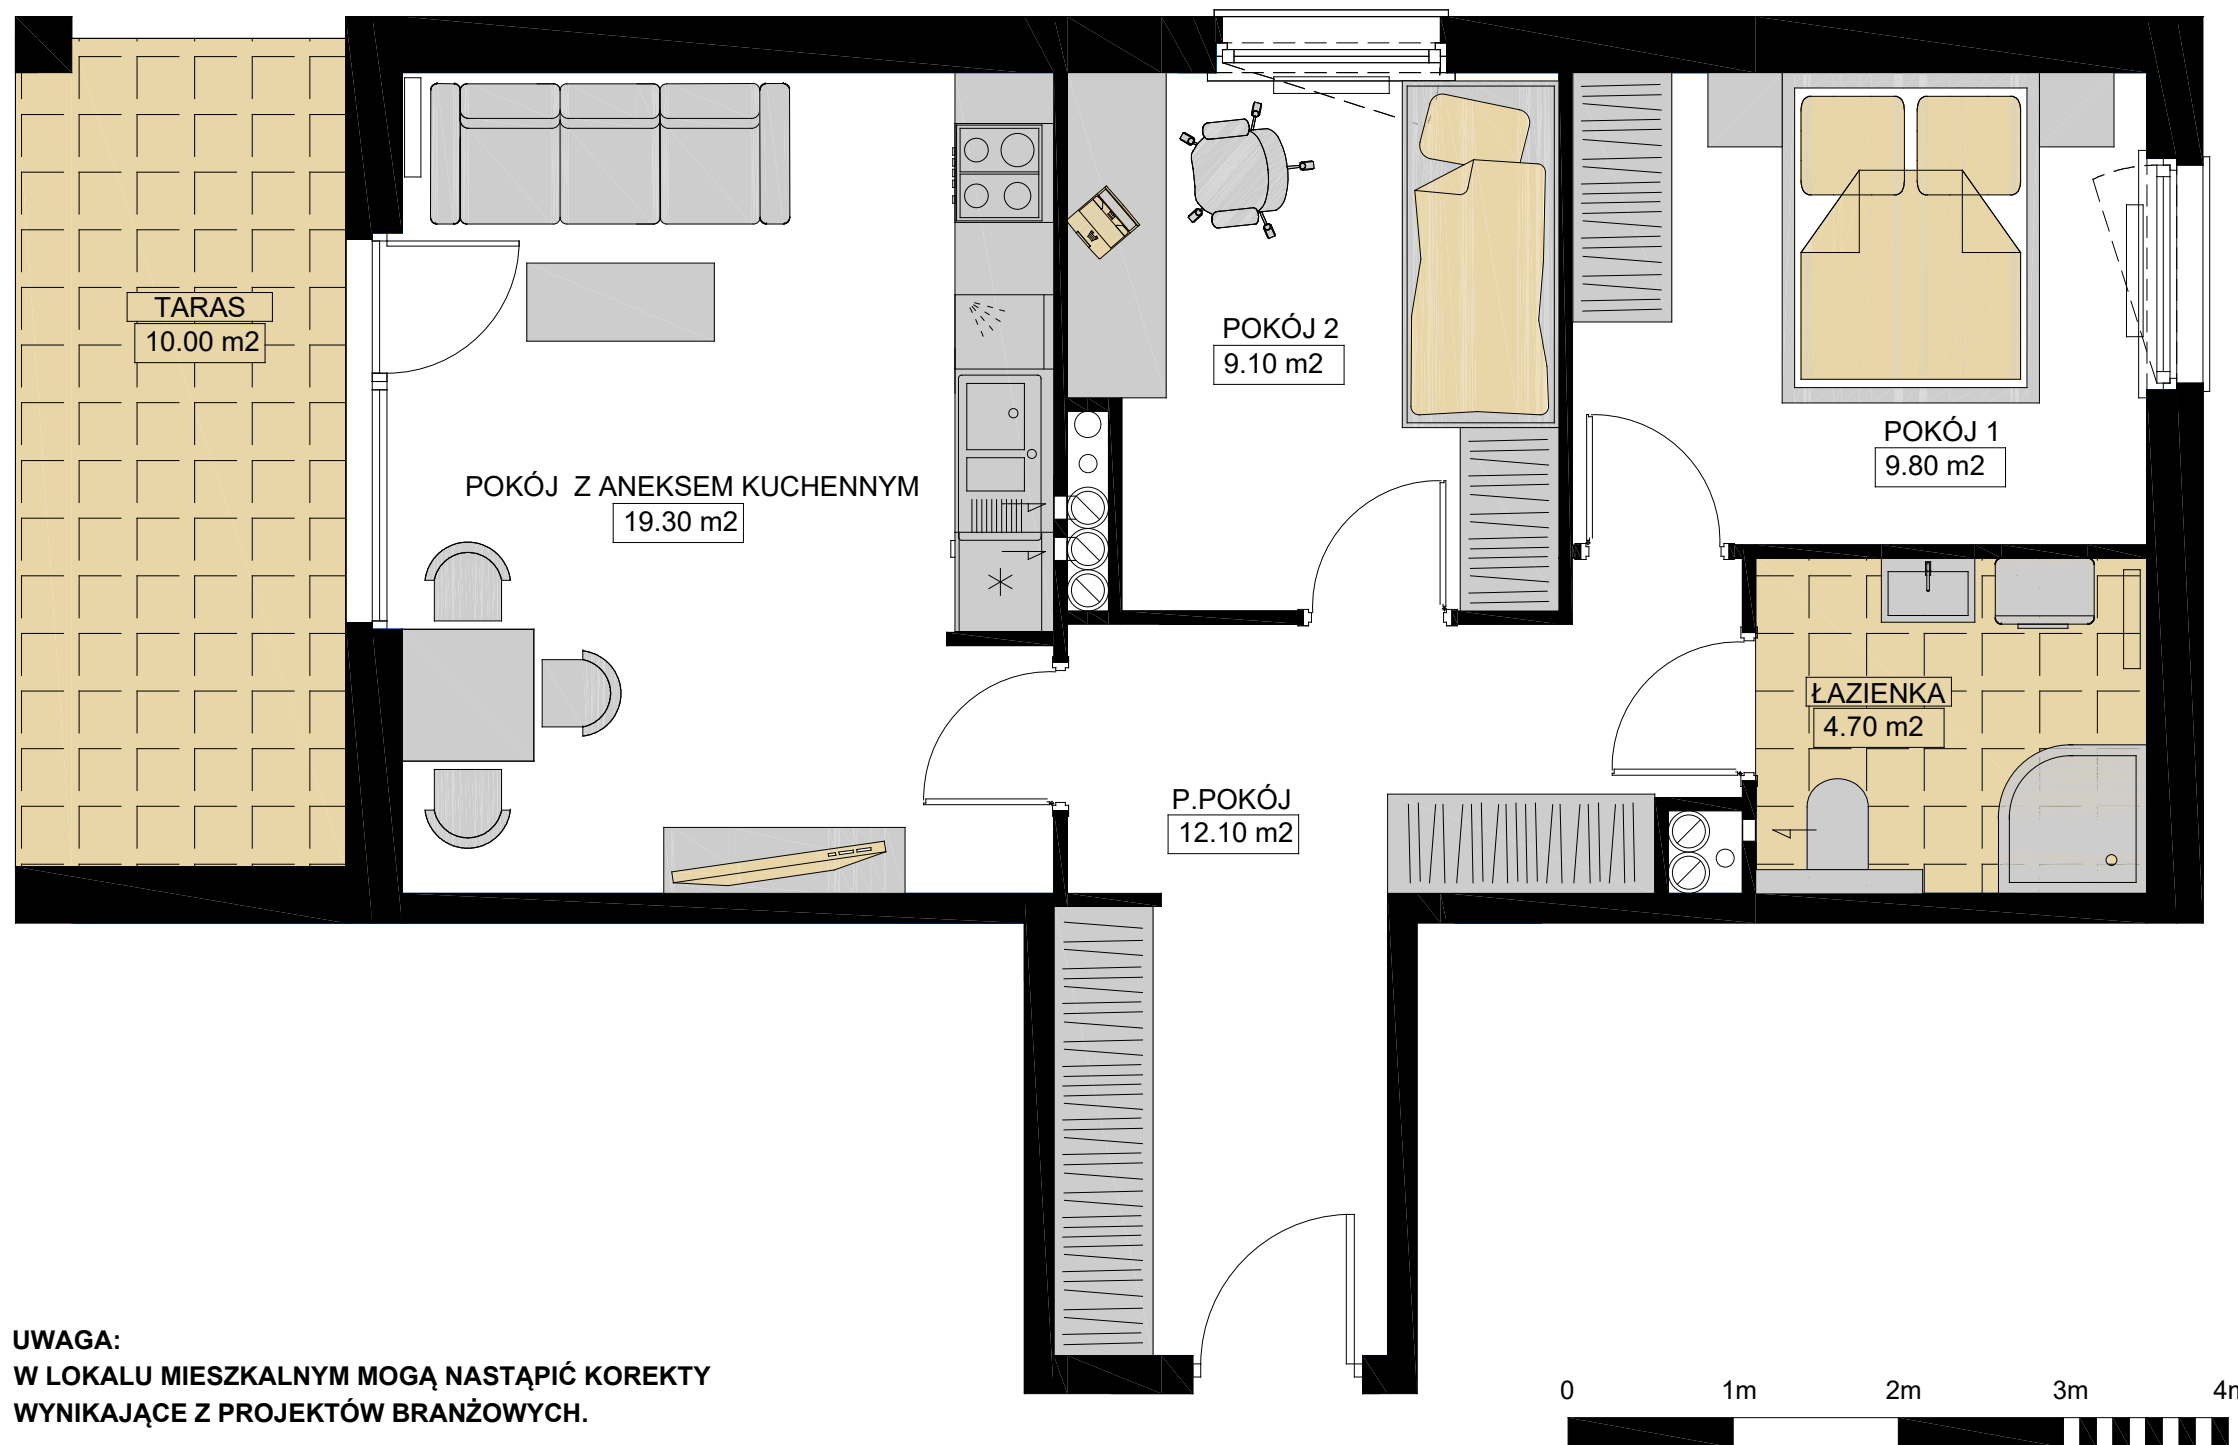 TARAS
10.00 m2
POKÓJ Z ANEKSEM KUCHENNYM
19.30 m2
POKÓJ 2
9.10 m2
POKÓJ 1
9.80 m2
ŁAZIENKA
4.70 m2
P.POKÓJ
12.10 m2
UWAGA:
W LOKALU MIESZKALNYM MOGĄ NASTĄPIĆ KOREKTY
WYNIKAJĄCE Z PROJEKTÓW BRANŻOWYCH.
0 1m 2m 3m 4m